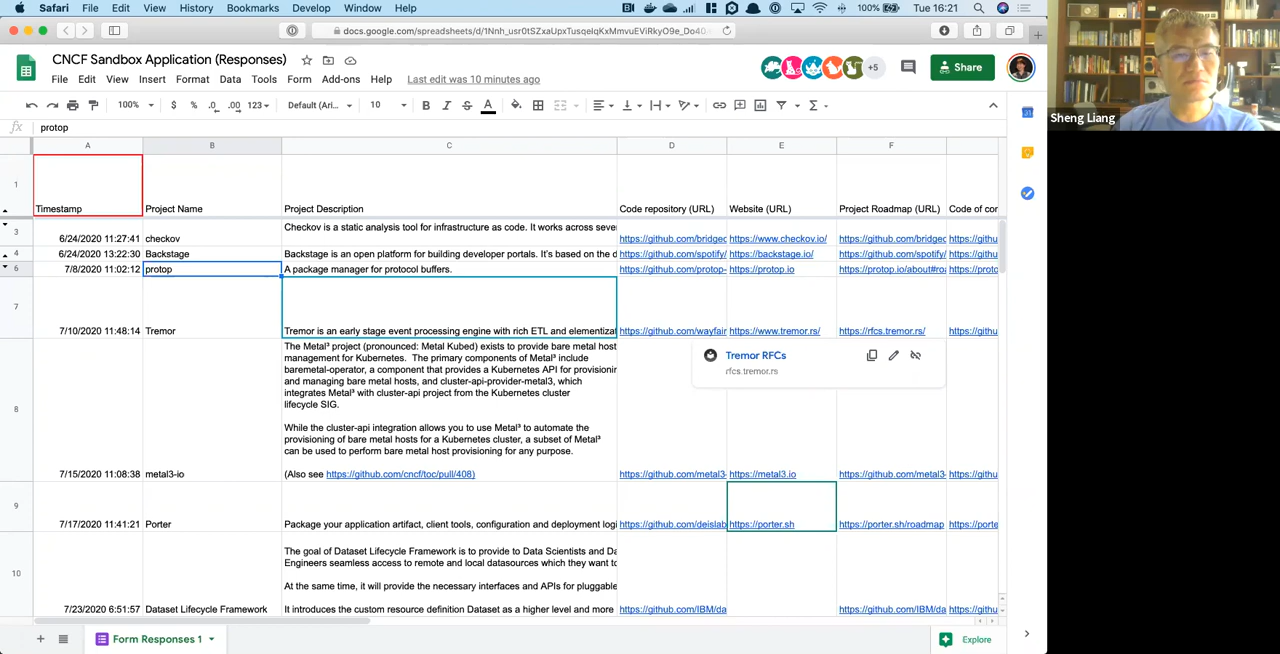 Safari File Edit View History Bookmarks Develop Window Help 100% Tue 16:21
docs.google.com/spreadsheets/d/1Nnh_usr0tSZxaUpxTusqeIqKxMmvuEViRkyO9e_Do40
CNCF Sandbox Application (Responses)
File Edit View Insert Format Data Tools Form Add-ons Help Last edit was 10 minutes ago
+5
Share
Sheng Liang
100% $ % .0 .00 123 Default (Ari... 10 B I S A
fx protop
A B C D E F
1 Timestamp Project Name Project Description Code repository (URL) Website (URL) Project Roadmap (URL) Code of con
3 6/24/2020 11:27:41 checkov Checkov is a static analysis tool for infrastructure as code. It works across seve https://github.com/bridgec https://www.checkov.io/ https://github.com/bridgec https://githu
4 6/24/2020 13:22:30 Backstage Backstage is an open platform for building developer portals. It's based on the d https://github.com/spotify/ https://backstage.io/ https://github.com/spotify/ https://githu
6 7/8/2020 11:02:12 protop A package manager for protocol buffers. https://github.com/protop- https://protop.io https://protop.io/about#roa https://proto
7 7/10/2020 11:48:14 Tremor Tremor is an early stage event processing engine with rich ETL and elementizat https://github.com/wayfair https://www.tremor.rs/ https://rfcs.tremor.rs/ https://githu
Tremor RFCs
rfcs.tremor.rs
The Metal³ project (pronounced: Metal Kubed) exists to provide bare metal host
management for Kubernetes. The primary components of Metal³ include
baremetal-operator, a component that provides a Kubernetes API for provisionin
and managing bare metal hosts, and cluster-api-provider-metal3, which
integrates Metal³ with cluster-api project from the Kubernetes cluster
lifecycle SIG.
While the cluster-api integration allows you to use Metal³ to automate the
provisioning of bare metal hosts for a Kubernetes cluster, a subset of Metal³
can be used to perform bare metal host provisioning for any purpose.
8 7/15/2020 11:08:38 metal3-io (Also see https://github.com/cncf/toc/pull/408) https://github.com/metal3- https://metal3.io https://github.com/metal3- https://githu
9 7/17/2020 11:41:21 Porter Package your application artifact, client tools, configuration and deployment logi https://github.com/deislab https://porter.sh https://porter.sh/roadmap https://porte
The goal of Dataset Lifecycle Framework is to provide to Data Scientists and Da
Engineers seamless access to remote and local datasources which they want to
At the same time, it will provide the necessary interfaces and APIs for pluggable
10 7/23/2020 6:51:57 Dataset Lifecycle Framework It introduces the custom resource definition Dataset as a higher level and more https://github.com/IBM/da https://github.com/IBM/da https://githu
Form Responses 1
Explore